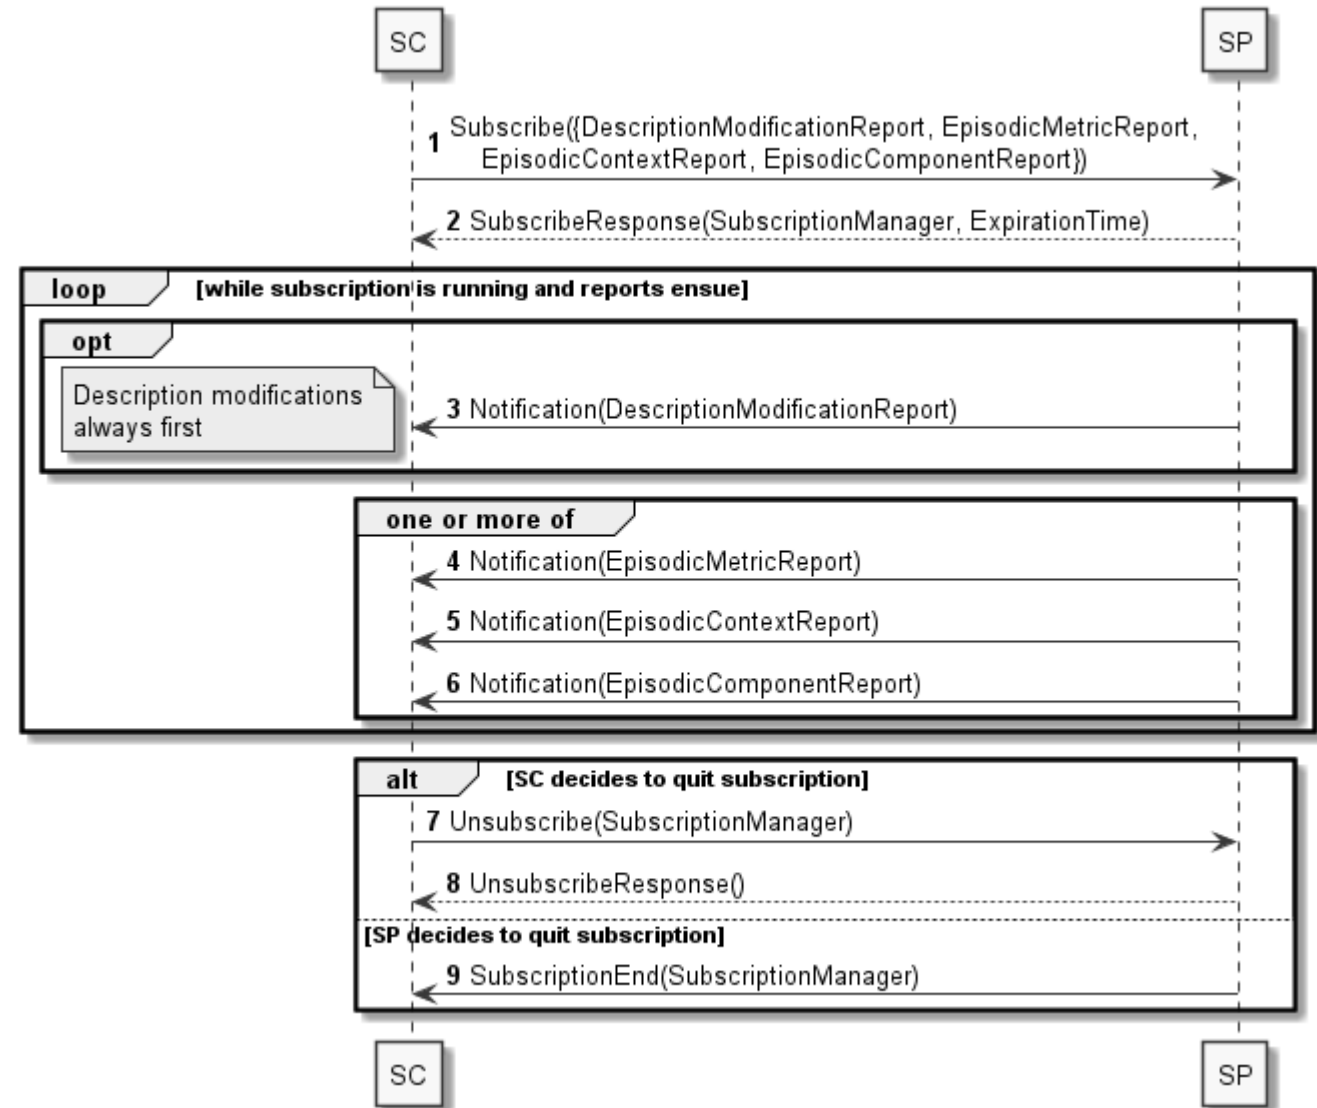 SC SP
1 Subscribe({DescriptionModificationReport, EpisodicMetricReport,
EpisodicContextReport, EpisodicComponentReport})
2 SubscribeResponse(SubscriptionManager, ExpirationTime)
loop [while subscription is running and reports ensue]
opt
Description modifications
always first
3 Notification(DescriptionModificationReport)
one or more of
4 Notification(EpisodicMetricReport)
5 Notification(EpisodicContextReport)
6 Notification(EpisodicComponentReport)
alt [SC decides to quit subscription]
7 Unsubscribe(SubscriptionManager)
8 UnsubscribeResponse()
[SP decides to quit subscription]
9 SubscriptionEnd(SubscriptionManager)
SC SP